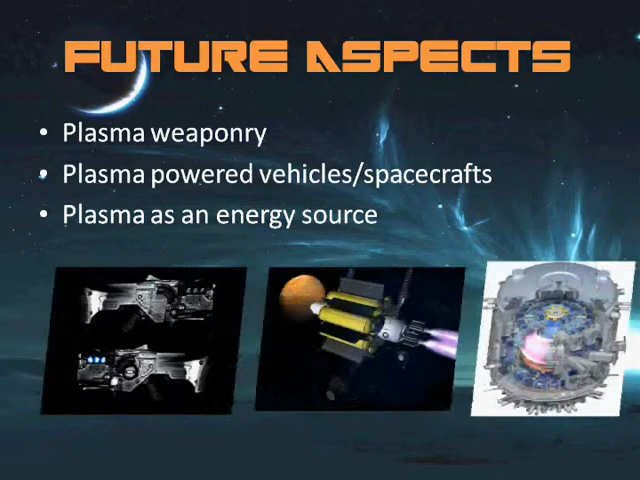 FUTURE ASPECTS
• Plasma weaponry
• Plasma powered vehicles/spacecrafts
• Plasma as an energy source